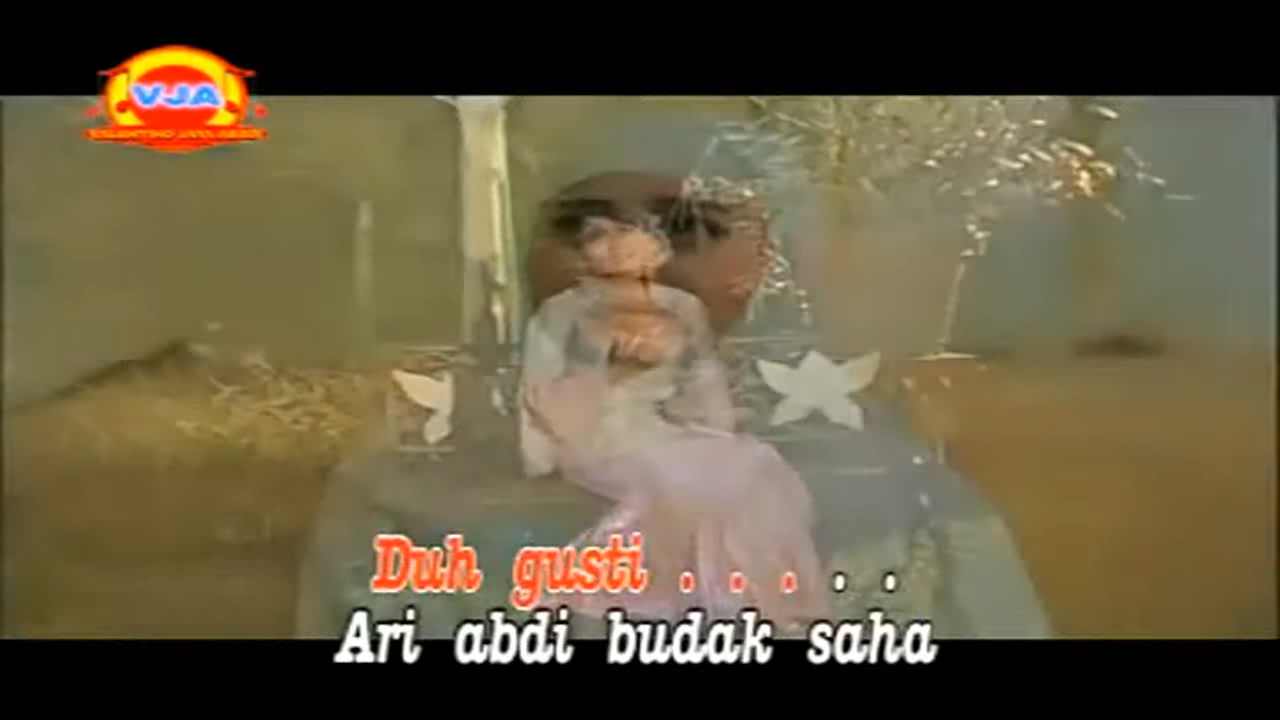 VJA
Duh gusti . . . . .
Ari abdi budak saha